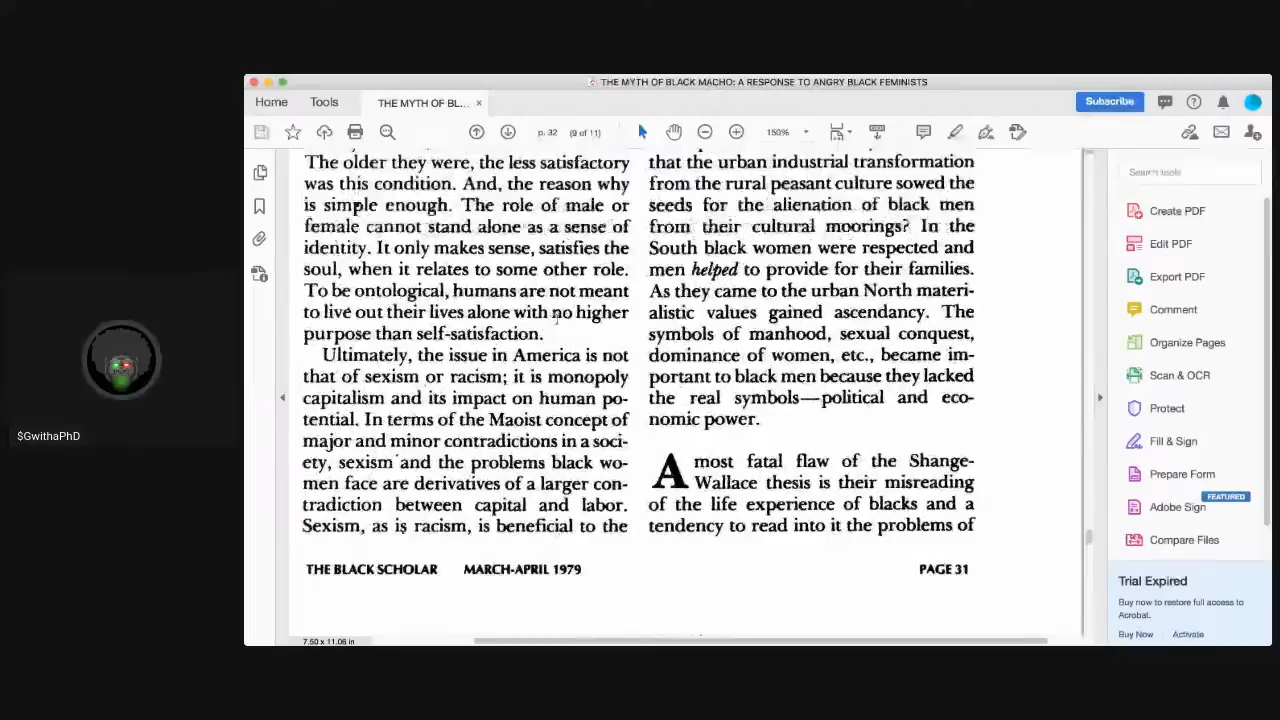 THE MYTH OF BLACK MACHO: A RESPONSE TO ANGRY BLACK FEMINISTS
Home
Tools
THE MYTH OF BL... ×
Subscribe
p. 32
(9 of 11)
150%
The older they were, the less satisfactory
was this condition. And, the reason why
is simple enough. The role of male or
female cannot stand alone as a sense of
identity. It only makes sense, satisfies the
soul, when it relates to some other role.
To be ontological, humans are not meant
to live out their lives alone with no higher
purpose than self-satisfaction.
Ultimately, the issue in America is not
that of sexism or racism; it is monopoly
capitalism and its impact on human po-
tential. In terms of the Maoist concept of
major and minor contradictions in a soci-
ety, sexism and the problems black wo-
men face are derivatives of a larger con-
tradiction between capital and labor.
Sexism, as is racism, is beneficial to the
that the urban industrial transformation
from the rural peasant culture sowed the
seeds for the alienation of black men
from their cultural moorings? In the
South black women were respected and
men helped to provide for their families.
As they came to the urban North materi-
alistic values gained ascendancy. The
symbols of manhood, sexual conquest,
dominance of women, etc., became im-
portant to black men because they lacked
the real symbols—political and eco-
nomic power.
A most fatal flaw of the Shange-
Wallace thesis is their misreading
of the life experience of blacks and a
tendency to read into it the problems of
THE BLACK SCHOLAR MARCH-APRIL 1979
PAGE 31
7.50 x 11.06 in
Search tools
Create PDF
Edit PDF
Export PDF
Comment
Organize Pages
Scan & OCR
Protect
Fill & Sign
Prepare Form
FEATURED
Adobe Sign
Compare Files
Trial Expired
Buy now to restore full access to
Acrobat.
Buy Now
Activate
$GwithaPhD